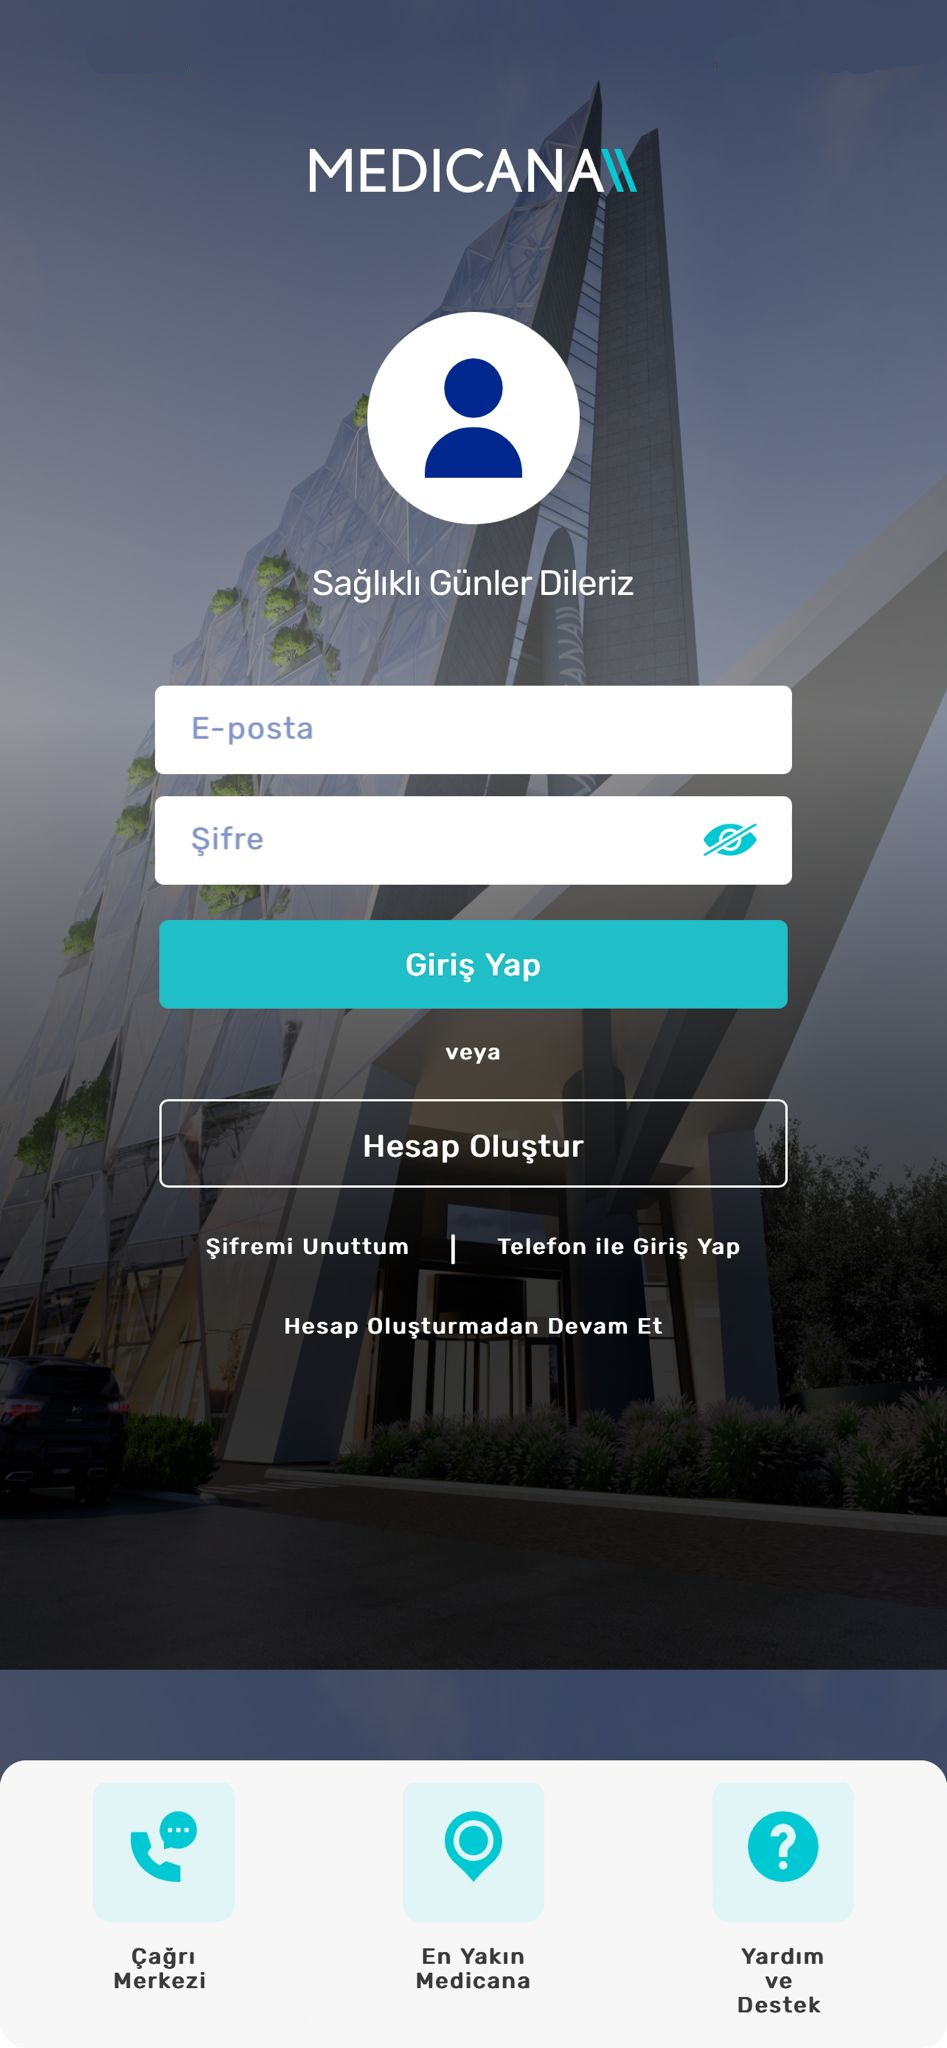 MEDICANA
Sağlıklı Günler Dileriz
E-posta
Şifre
Giriş Yap
veya
Hesap Oluştur
Şifremi Unuttum | Telefon ile Giriş Yap
Hesap Oluşturmadan Devam Et
Çağrı
Merkezi
En Yakın
Medicana
Yardım
ve
Destek